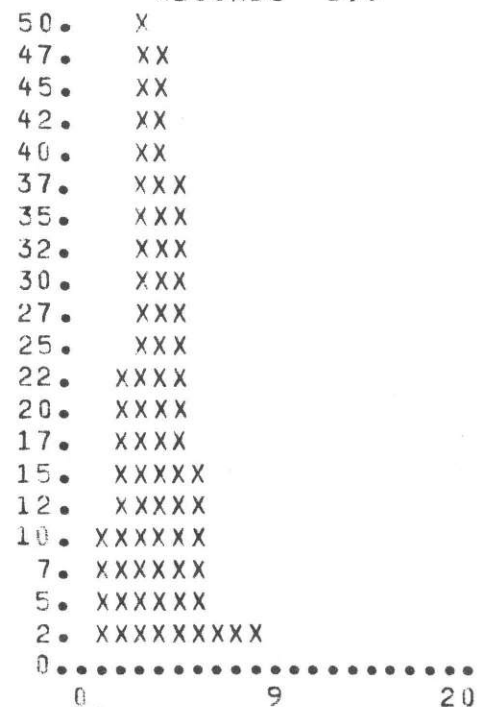 50.   X
47.   XX
45.   XX
42.   XX
40.   XX
37.   XXX
35.   XXX
32.   XXX
30.   XXX
27.   XXX
25.   XXX
22.  XXXX
20.  XXXX
17.  XXXX
15.  XXXXX
12.  XXXXX
10. XXXXXX
7. XXXXXX
5. XXXXXX
2. XXXXXXXXX
0......................
0 9 20